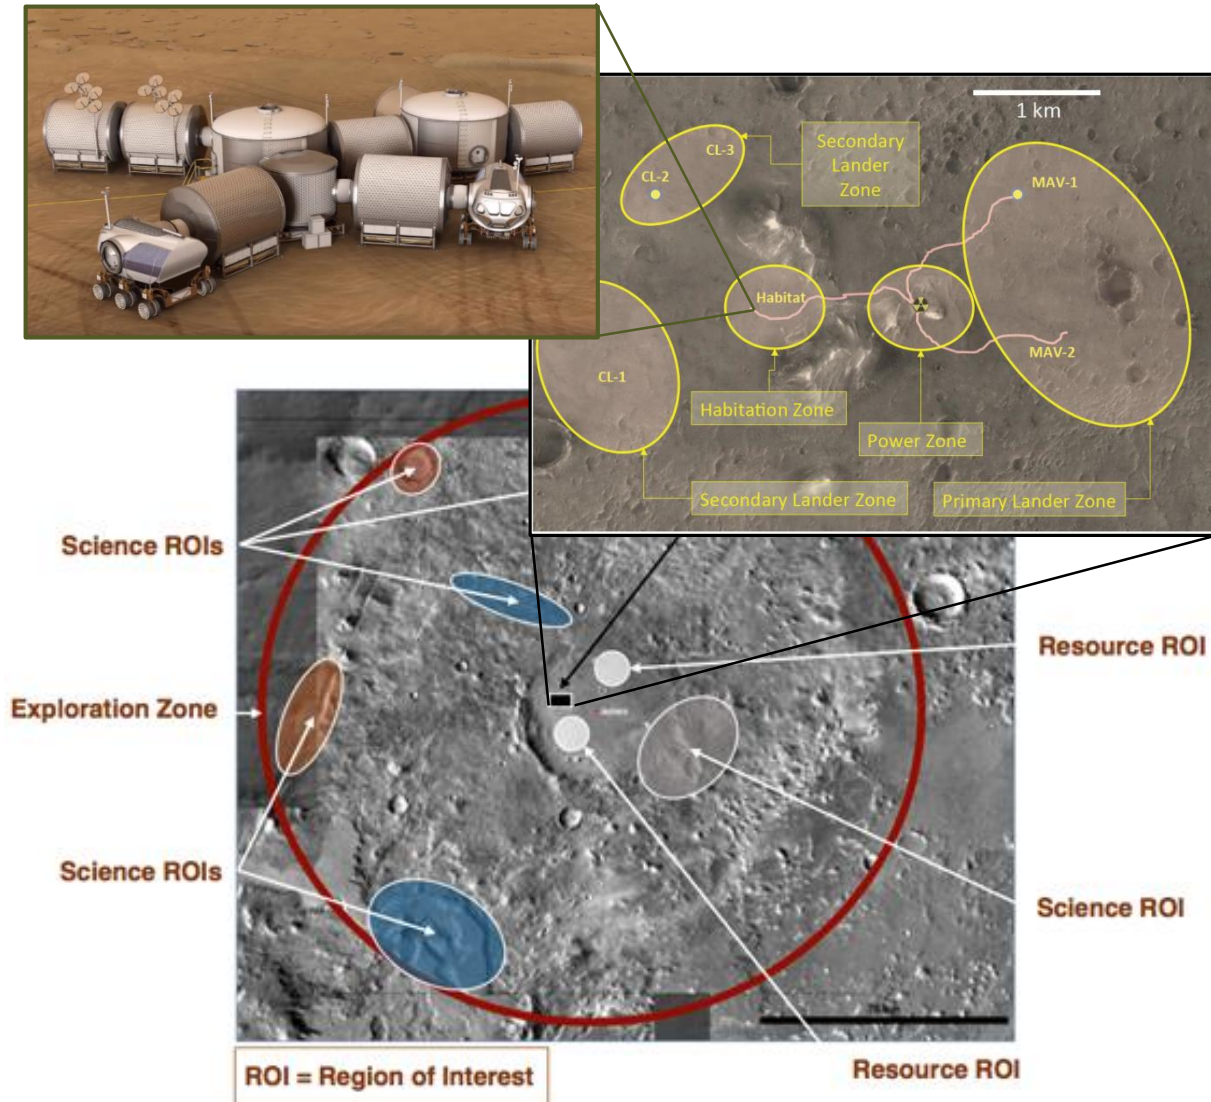 1 km
Secondary
Lander
Zone
CL-3
CL-2
MAV-1
Habitat
MAV-2
CL-1
Habitation Zone
Power Zone
Secondary Lander Zone
Primary Lander Zone
Science ROIs
Resource ROI
Exploration Zone
Science ROIs
Science ROI
Resource ROI
ROI = Region of Interest